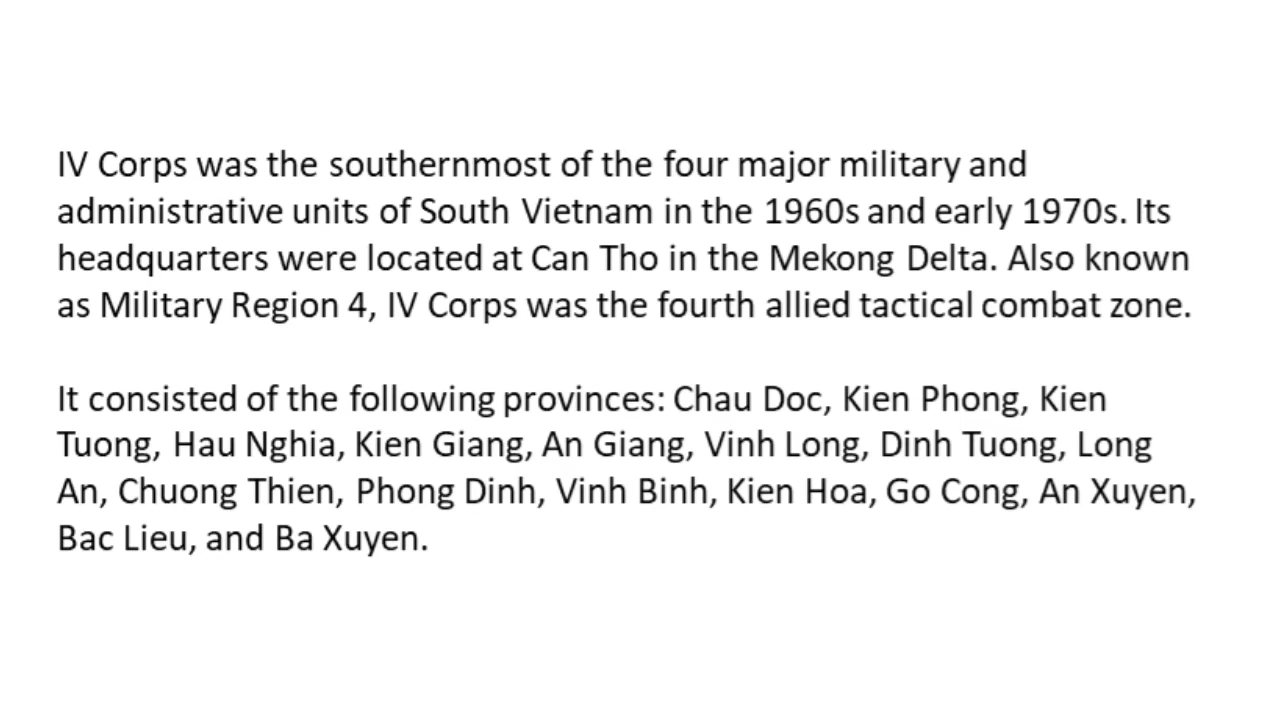 IV Corps was the southernmost of the four major military and
administrative units of South Vietnam in the 1960s and early 1970s. Its
headquarters were located at Can Tho in the Mekong Delta. Also known
as Military Region 4, IV Corps was the fourth allied tactical combat zone.
It consisted of the following provinces: Chau Doc, Kien Phong, Kien
Tuong, Hau Nghia, Kien Giang, An Giang, Vinh Long, Dinh Tuong, Long
An, Chuong Thien, Phong Dinh, Vinh Binh, Kien Hoa, Go Cong, An Xuyen,
Bac Lieu, and Ba Xuyen.